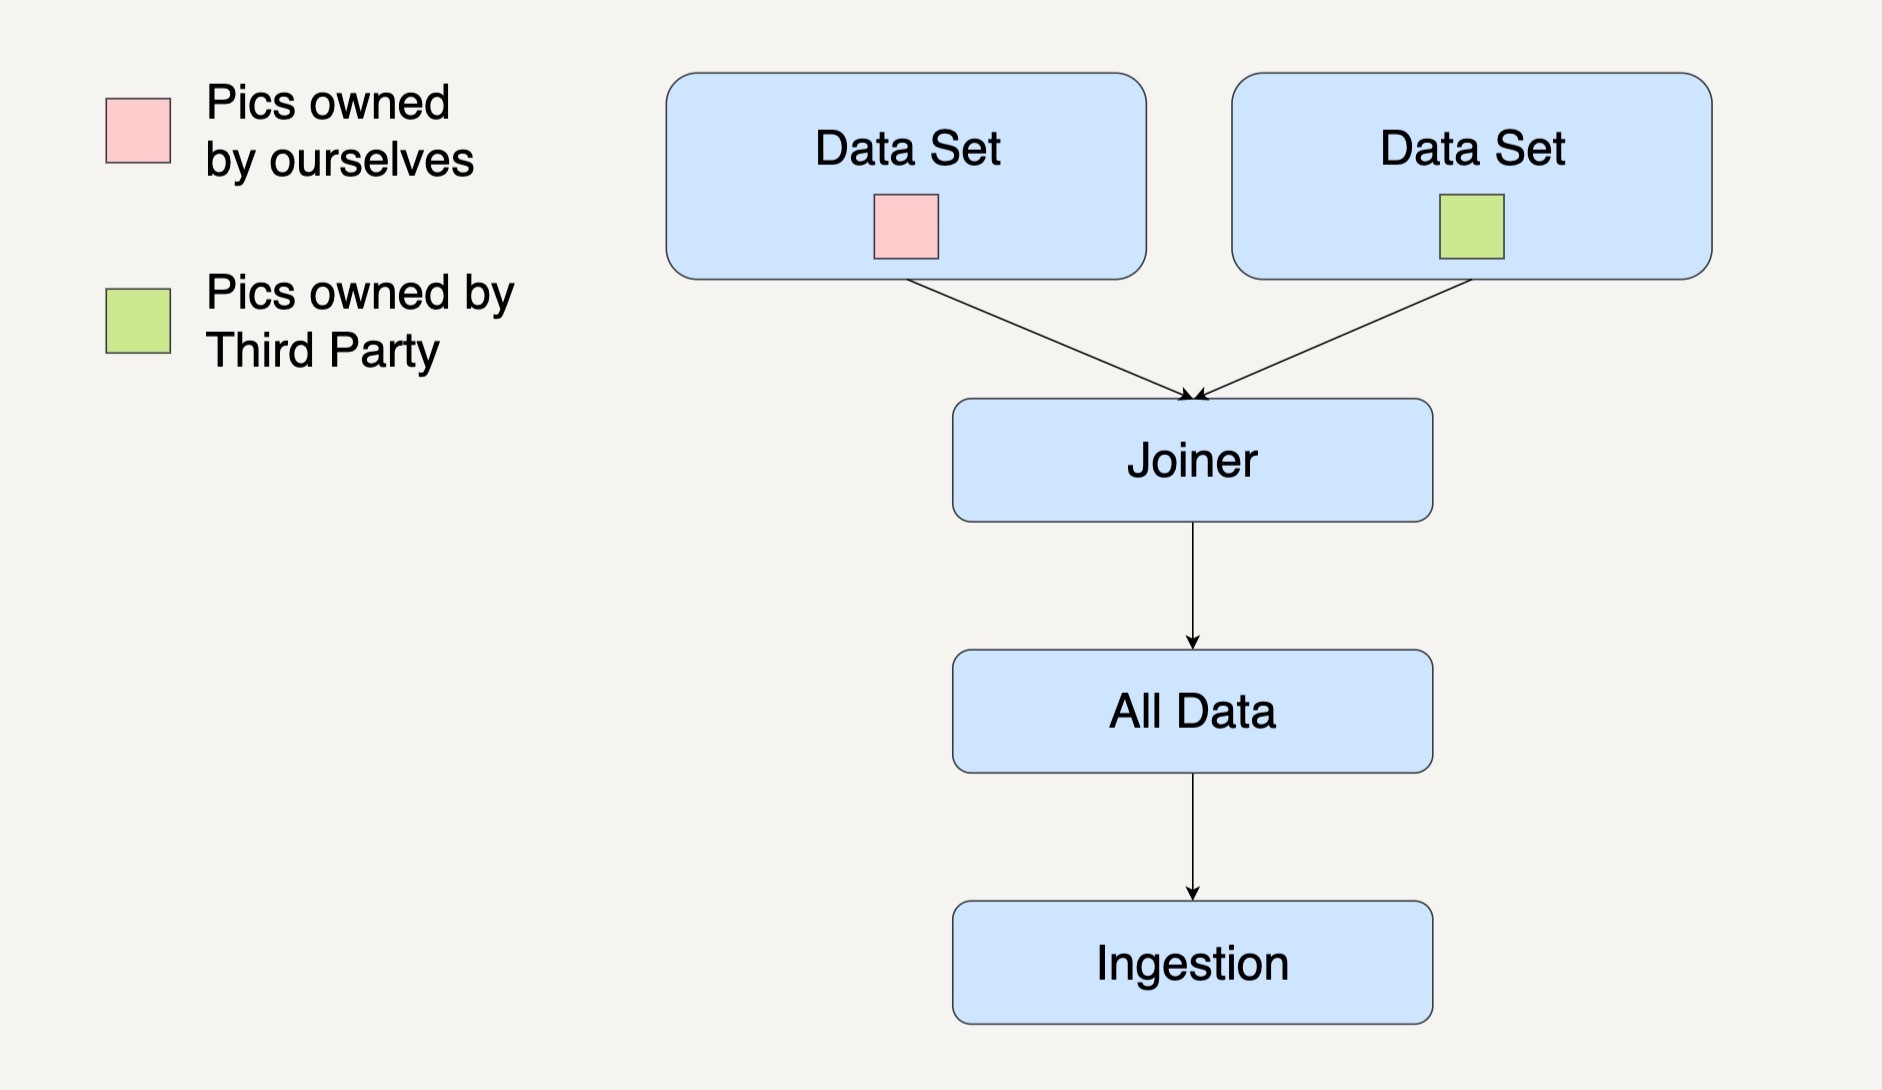 Pics owned
by ourselves
Pics owned by
Third Party
Data Set
Data Set
Joiner
All Data
Ingestion